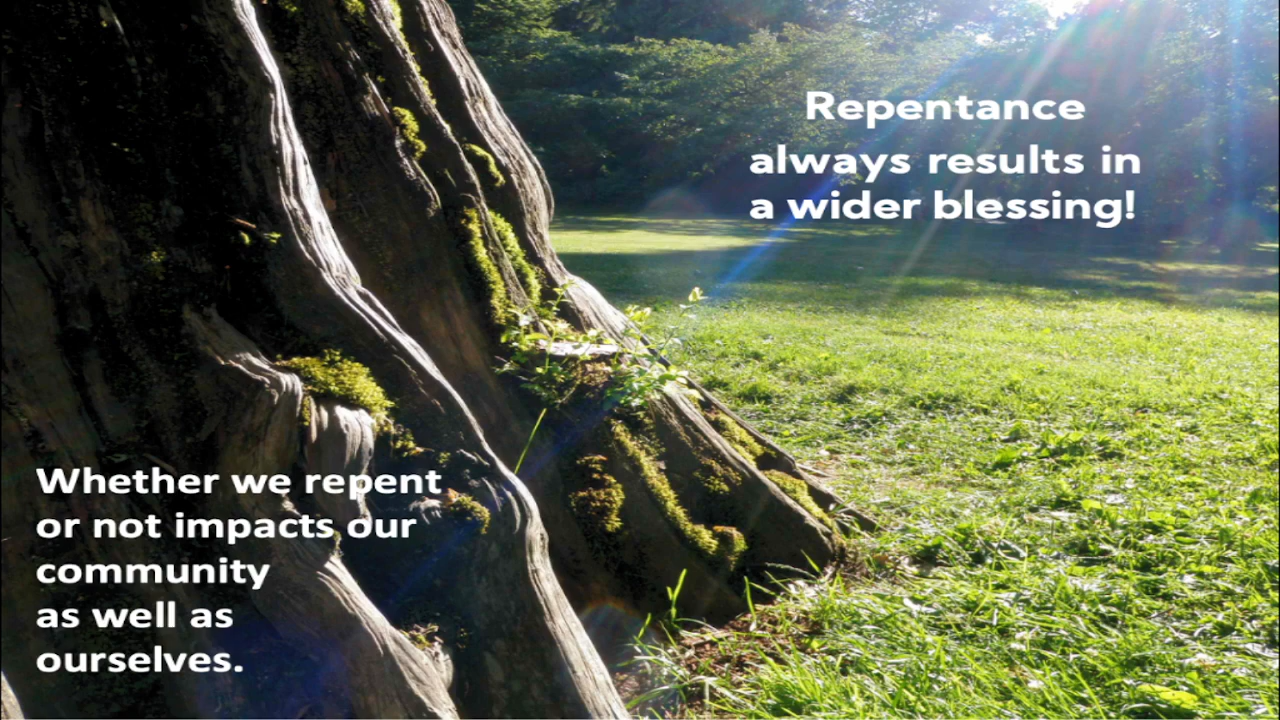 Repentance
always results in
a wider blessing!
Whether we repent
or not impacts our
community
as well as
ourselves.